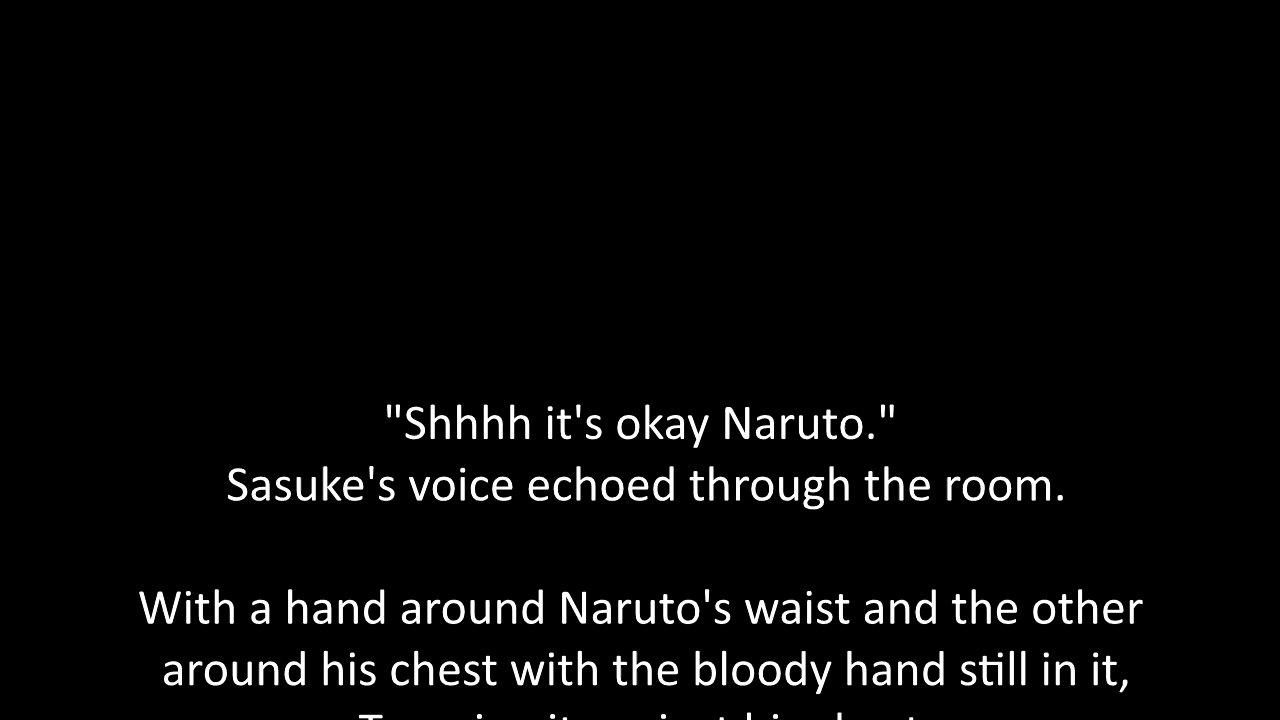 "Shhhh it's okay Naruto."
Sasuke's voice echoed through the room.
With a hand around Naruto's waist and the other
around his chest with the bloody hand still in it,